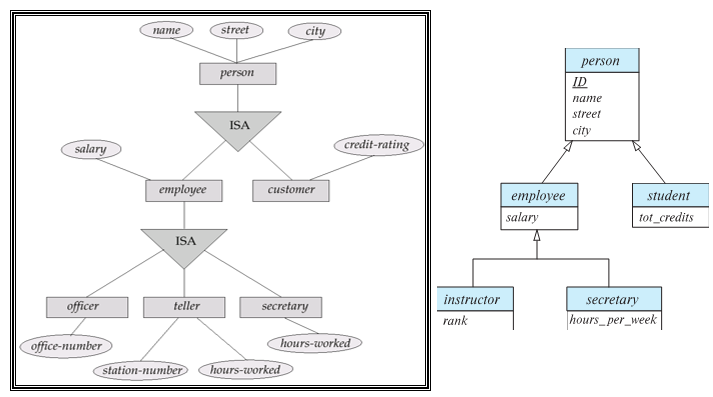 name street city
person
ISA
salary
credit-rating
employee customer
ISA
officer teller secretary
office-number
hours-worked
station-number
hours-worked
person
ID
name
street
city
employee student
salary tot_credits
instructor secretary
rank hours_per_week